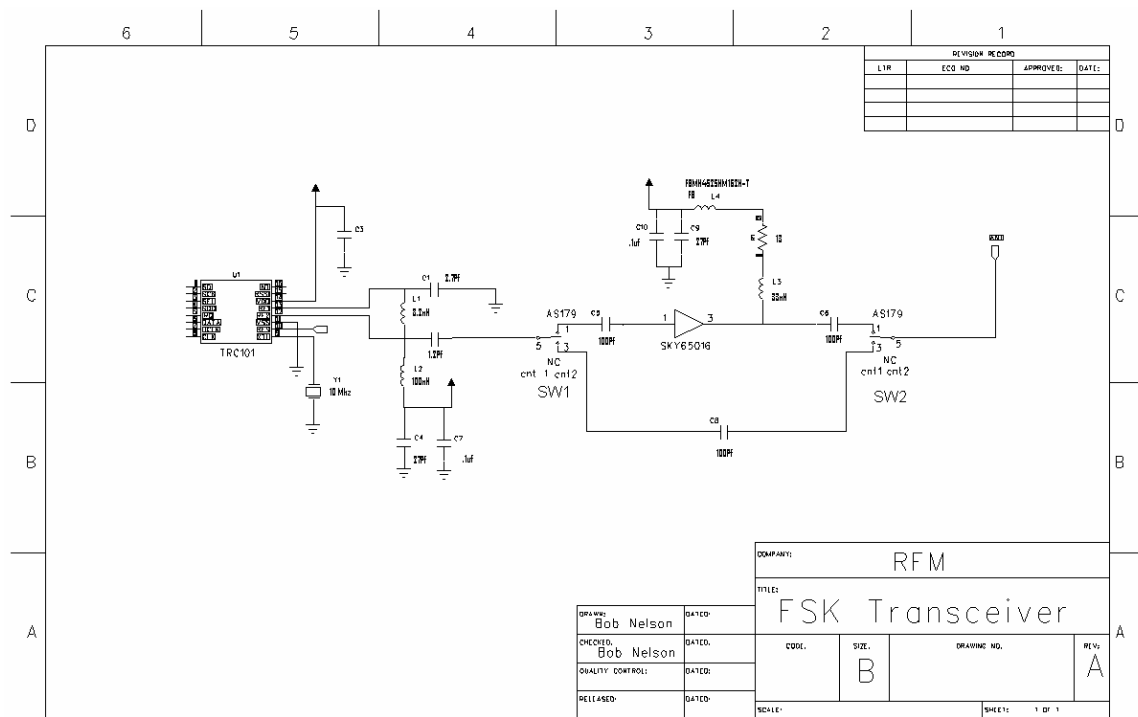 6 5 4 3 2 1
REVISION RECORD
LTR ECO NO APPROVED: DATE:
D D
FBMH4525HM162N-T
FB L4
C3
C10 C9
.1uf 27Pf
6 10
ANT
C C
U1
C1 2.7Pf
L3
33nH
L1
AS179 C5 1 3 C6 AS179
1 1
5 3 100Pf SKY65016 100Pf 3 5
TRC101
1.2Pf
NC NC
cnt 1 cnt2 cnt1 cnt2
SW1 SW2
L2
100nH
Y1
10 Mhz
C8
100Pf
C4 C7
27Pf .1uf
B B
COMPANY: RFM
TITLE: FSK Transceiver
A A
DRAWN: Bob Nelson DATED:
CHECKED: Bob Nelson DATED:
QUALITY CONTROL: DATED:
RELEASED: DATED:
CODE: SIZE: DRAWING NO. REV:
B A
SCALE: SHEET: 1 OF 1